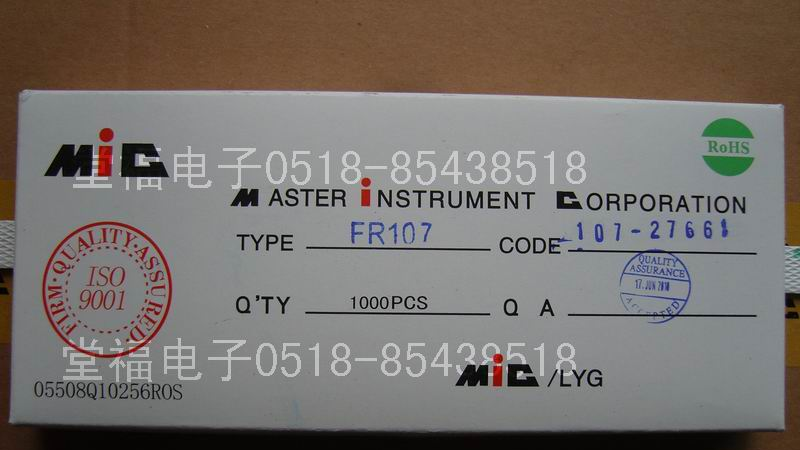 MiC
RoHS
堂福电子0518-85438518
MASTER INSTRUMENT CORPORATION
TYPE FR107 CODE 107-27668
FIRM·QUALITY·ASSURED
ISO
9001
QUALITY
ASSURANCE
17 JUN 2010
ACCEPTED
Q'TY 1000PCS Q A
堂福电子0518-85438518
MiC /LYG
05508Q10256ROS